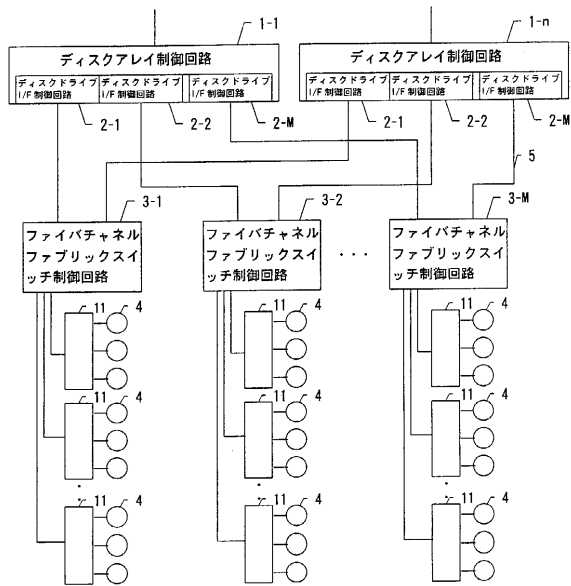 1-1
1-n
ディスクアレイ制御回路
ディスクアレイ制御回路
ディスクドライブ
I/F 制御回路
ディスクドライブ
I/F 制御回路
ディスクドライブ
I/F 制御回路
ディスクドライブ
I/F 制御回路
ディスクドライブ
I/F 制御回路
ディスクドライブ
I/F 制御回路
2-1
2-2
2-M
2-1
2-2
2-M
5
3-1
3-2
3-M
ファイバチャネル
ファブリックスイ
ッチ制御回路
ファイバチャネル
ファブリックスイ
ッチ制御回路
・・・
ファイバチャネル
ファブリックスイ
ッチ制御回路
11 4
11 4
11 4
11 4
11 4
11 4
11 4
11 4
11 4